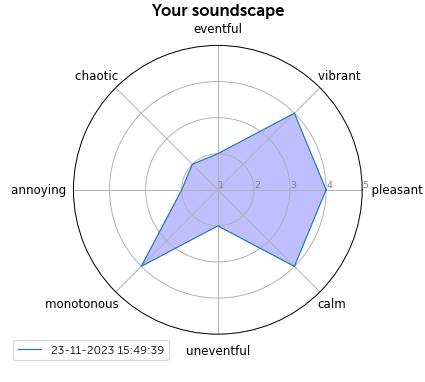 Your soundscape
eventful
chaotic
vibrant
annoying
1 2 3 4 5
pleasant
monotonous
calm
uneventful
23-11-2023 15:49:39